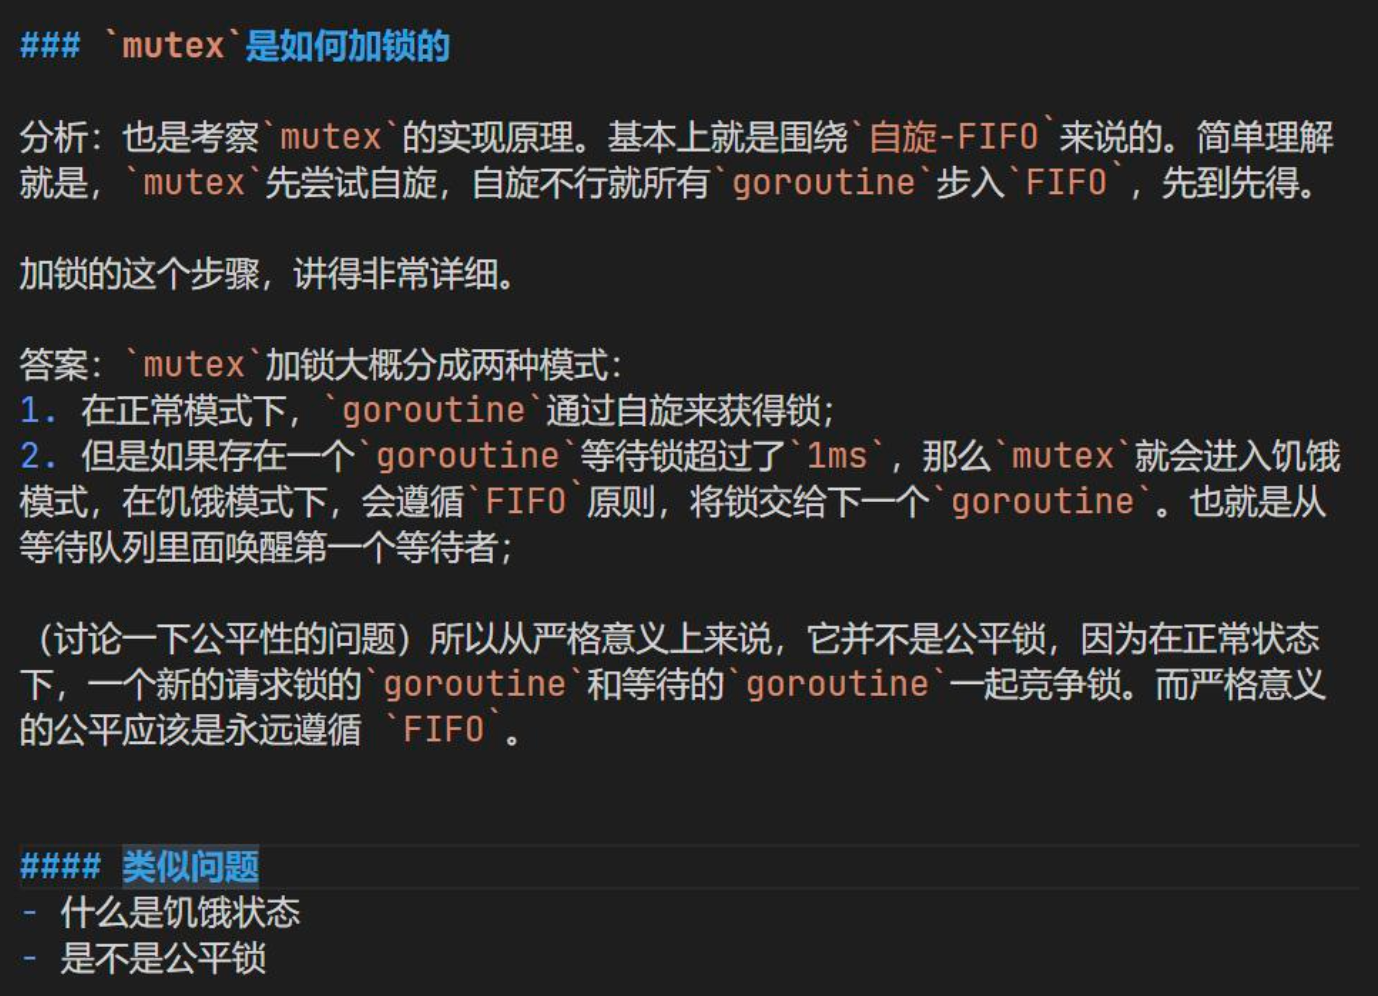 ### `mutex`是如何加锁的
分析：也是考察`mutex`的实现原理。基本上就是围绕`自旋-FIFO`来说的。简单理解
就是，`mutex`先尝试自旋，自旋不行就所有`goroutine`步入`FIFO`，先到先得。
加锁的这个步骤，讲得非常详细。
答案：`mutex`加锁大概分成两种模式：
1. 在正常模式下，`goroutine`通过自旋来获得锁；
2. 但是如果存在一个`goroutine`等待锁超过了`1ms`，那么`mutex`就会进入饥饿
模式，在饥饿模式下，会遵循`FIFO`原则，将锁交给下一个`goroutine`。也就是从
等待队列里面唤醒第一个等待者；
（讨论一下公平性的问题）所以从严格意义上来说，它并不是公平锁，因为在正常状态
下，一个新的请求锁的`goroutine`和等待的`goroutine`一起竞争锁。而严格意义
的公平应该是永远遵循 `FIFO`。
#### 类似问题
- 什么是饥饿状态
- 是不是公平锁